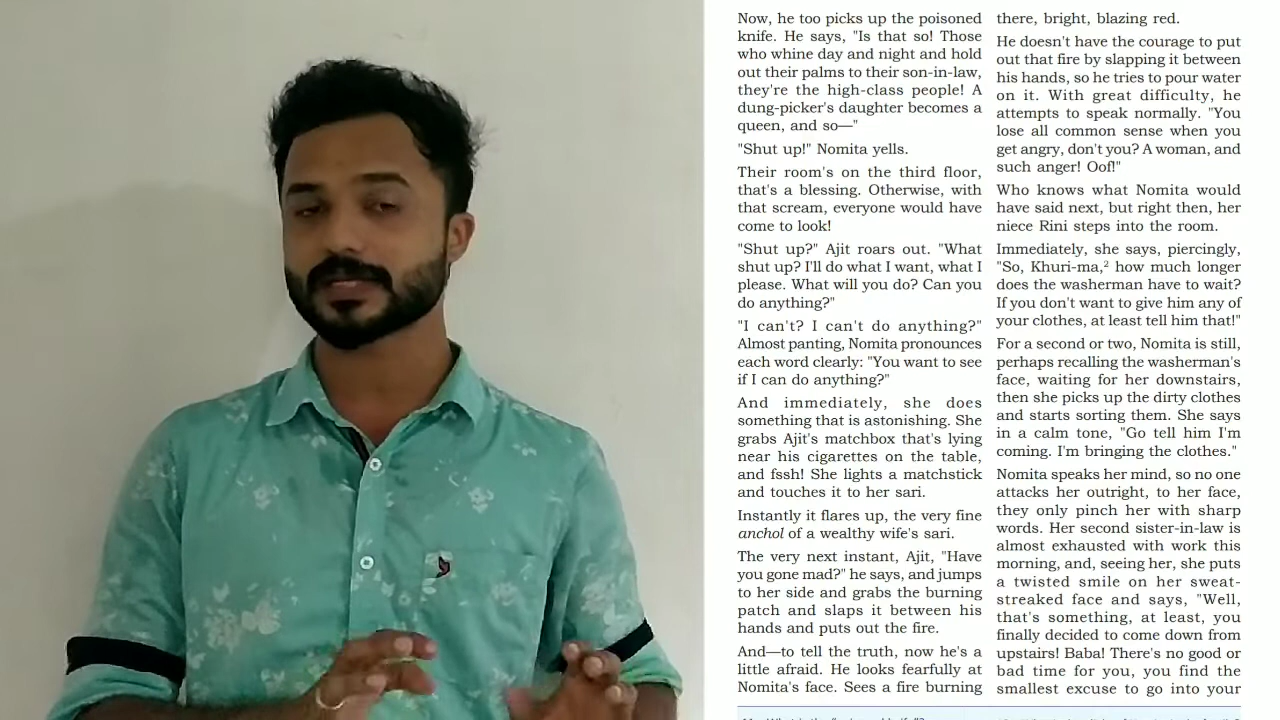 Now, he too picks up the poisoned
knife. He says, "Is that so! Those
who whine day and night and hold
out their palms to their son-in-law,
they're the high-class people! A
dung-picker's daughter becomes a
queen, and so—"
"Shut up!" Nomita yells.
Their room's on the third floor,
that's a blessing. Otherwise, with
that scream, everyone would have
come to look!
"Shut up?" Ajit roars out. "What
shut up? I'll do what I want, what I
please. What will you do? Can you
do anything?"
"I can't? I can't do anything?"
Almost panting, Nomita pronounces
each word clearly: "You want to see
if I can do anything?"
And immediately, she does
something that is astonishing. She
grabs Ajit's matchbox that's lying
near his cigarettes on the table,
and fssh! She lights a matchstick
and touches it to her sari.
Instantly it flares up, the very fine
anchol of a wealthy wife's sari.
The very next instant, Ajit, "Have
you gone mad?" he says, and jumps
to her side and grabs the burning
patch and slaps it between his
hands and puts out the fire.
And—to tell the truth, now he's a
little afraid. He looks fearfully at
Nomita's face. Sees a fire burning
there, bright, blazing red.
He doesn't have the courage to put
out that fire by slapping it between
his hands, so he tries to pour water
on it. With great difficulty, he
attempts to speak normally. "You
lose all common sense when you
get angry, don't you? A woman, and
such anger! Oof!"
Who knows what Nomita would
have said next, but right then, her
niece Rini steps into the room.
Immediately, she says, piercingly,
"So, Khuri-ma,² how much longer
does the washerman have to wait?
If you don't want to give him any of
your clothes, at least tell him that!"
For a second or two, Nomita is still,
perhaps recalling the washerman's
face, waiting for her downstairs,
then she picks up the dirty clothes
and starts sorting them. She says
in a calm tone, "Go tell him I'm
coming. I'm bringing the clothes."
Nomita speaks her mind, so no one
attacks her outright, to her face,
they only pinch her with sharp
words. Her second sister-in-law is
almost exhausted with work this
morning, and, seeing her, she puts
a twisted smile on her sweat-
streaked face and says, "Well,
that's something, at least, you
finally decided to come down from
upstairs! Baba! There's no good or
bad time for you, you find the
smallest excuse to go into your